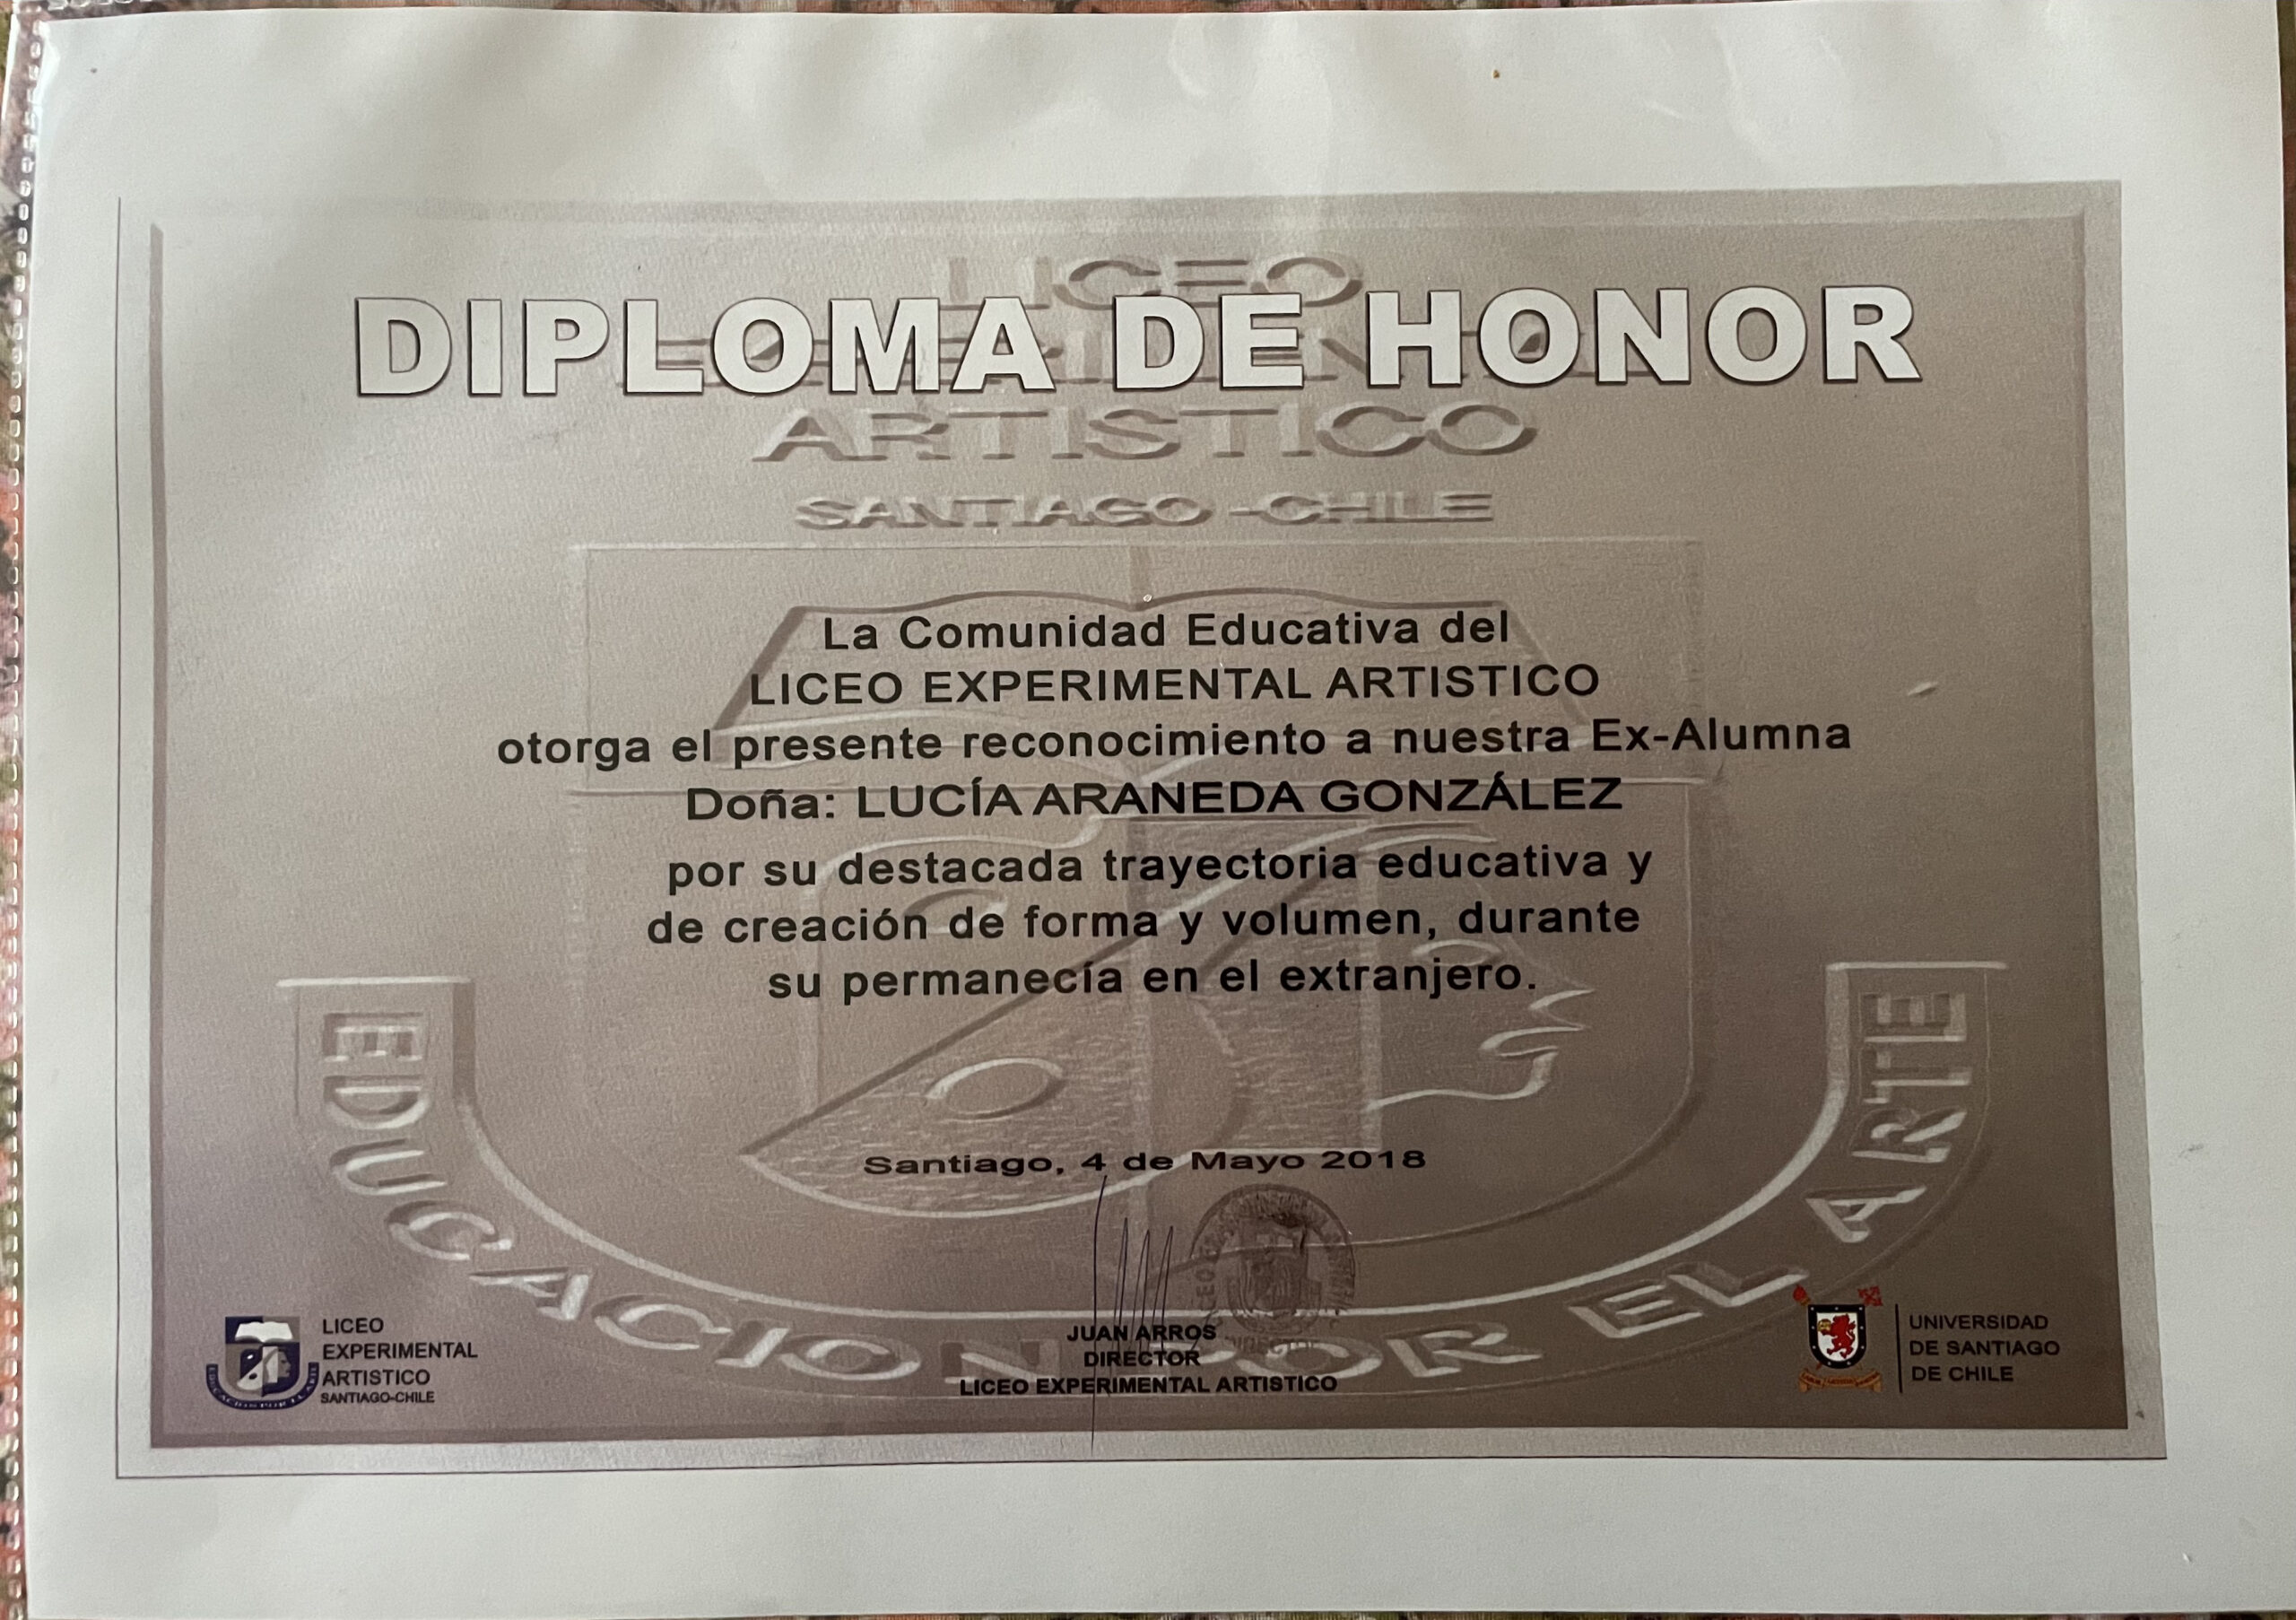 LICEO
DIPLOMA DE HONOR
ARTISTICO
SANTIAGO - CHILE
La Comunidad Educativa del
LICEO EXPERIMENTAL ARTISTICO
otorga el presente reconocimiento a nuestra Ex-Alumna
Doña: LUCÍA ARANEDA GONZÁLEZ
por su destacada trayectoria educativa y
de creación de forma y volumen, durante
su permanecía en el extranjero.
Santiago, 4 de Mayo 2018
EDUCACION POR EL ARTE
JUAN ARROS
DIRECTOR
LICEO EXPERIMENTAL ARTISTICO
LICEO
EXPERIMENTAL
ARTISTICO
SANTIAGO-CHILE
UNIVERSIDAD
DE SANTIAGO
DE CHILE